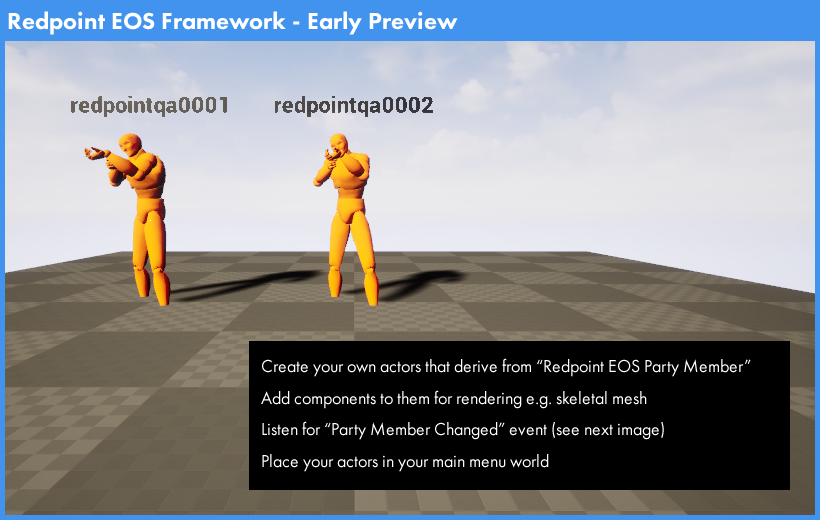 Redpoint EOS Framework - Early Preview
redpointqa0001 redpointqa0002
Create your own actors that derive from “Redpoint EOS Party Member”
Add components to them for rendering e.g. skeletal mesh
Listen for “Party Member Changed” event (see next image)
Place your actors in your main menu world